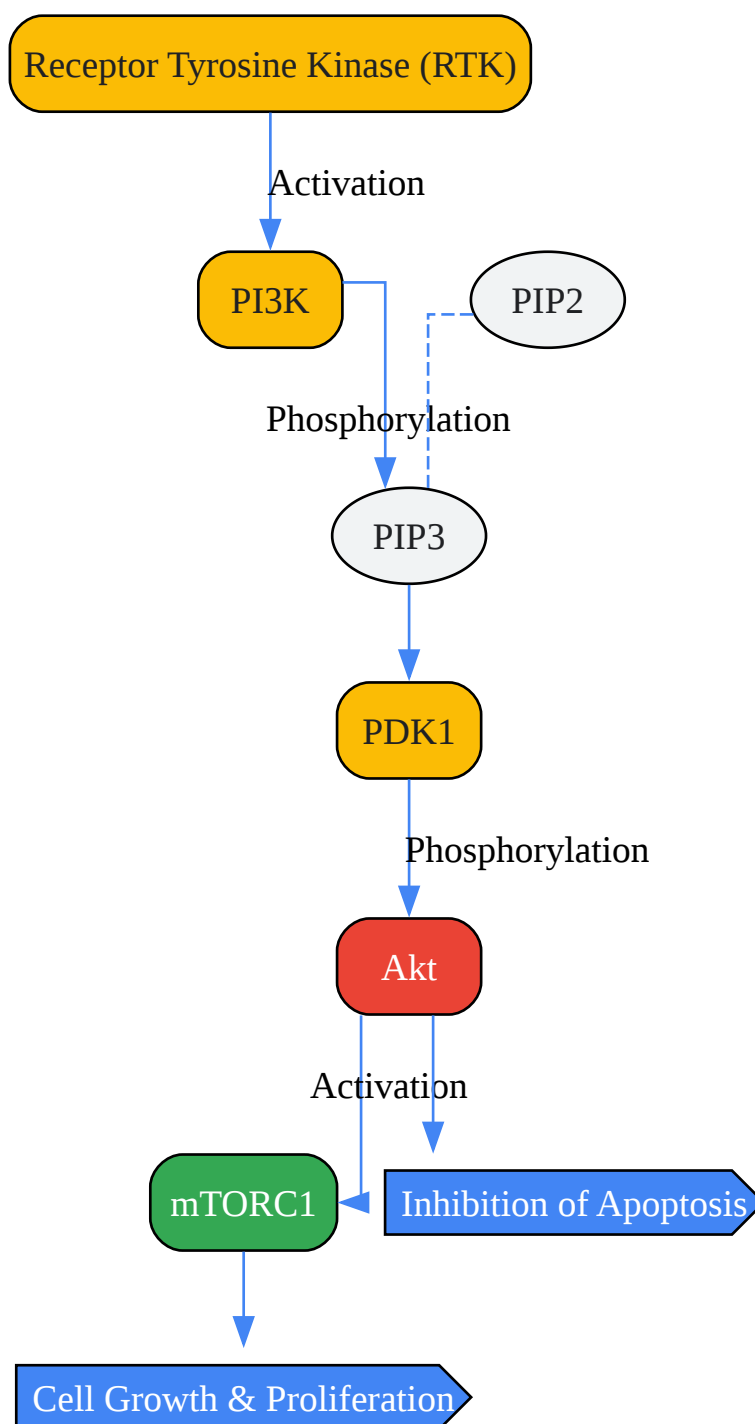 Receptor Tyrosine Kinase (RTK)
Activation
PI3K
PIP2
Phosphorylation
PIP3
PDK1
Phosphorylation
Akt
Activation
mTORC1
Inhibition of Apoptosis
Cell Growth & Proliferation